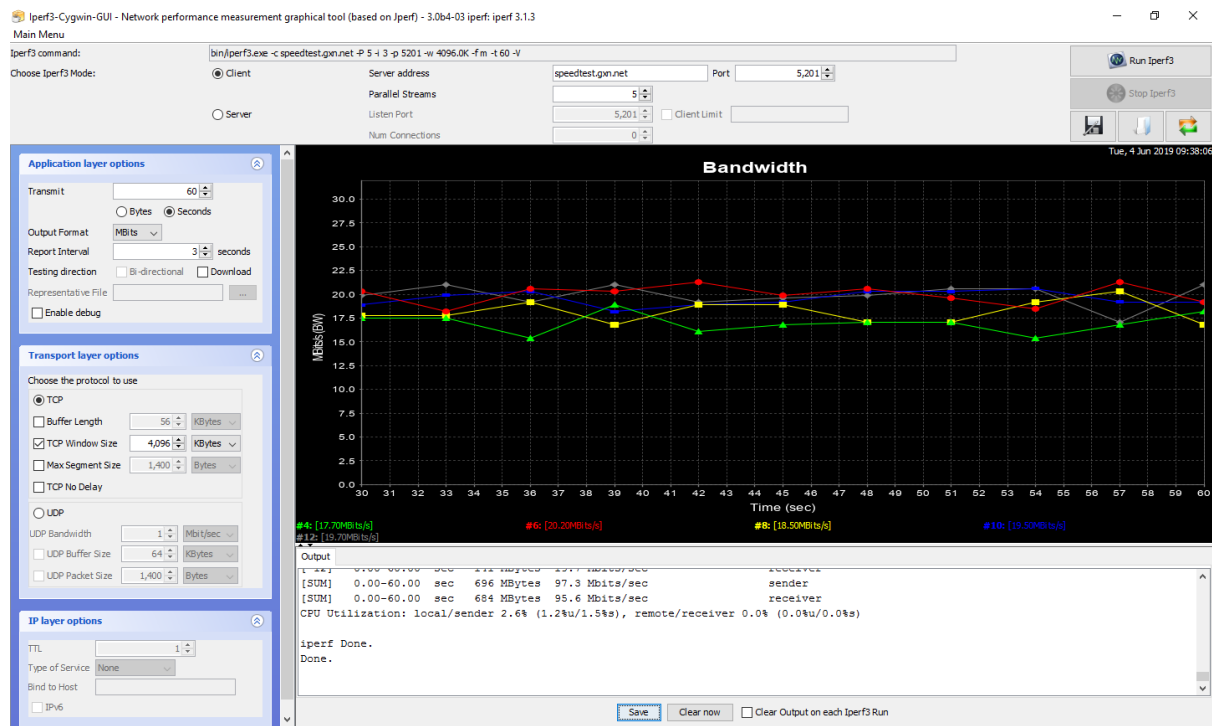 Iperf3-Cygwin-GUI - Network performance measurement graphical tool (based on Jperf) - 3.0b4-03 iperf: iperf 3.1.3
Main Menu
Iperf3 command: bin/iperf3.exe -c speedtest.gxn.net -P 5 -i 3 -p 5201 -w 4096.0K -f m -t 60 -V
Run Iperf3
Choose Iperf3 Mode: Client Server address speedtest.gxn.net Port 5,201
Parallel Streams 5
Stop Iperf3
Server Listen Port 5,201 Client Limit
Num Connections 0
Application layer options
Transmit 60
Bytes Seconds
Output Format MBits
Report Interval 3 seconds
Testing direction Bi-directional Download
Representative File ...
Enable debug
Transport layer options
Choose the protocol to use
TCP
Buffer Length 56 KBytes
TCP Window Size 4,096 KBytes
Max Segment Size 1,400 Bytes
TCP No Delay
UDP
UDP Bandwidth 1 Mbit/sec
UDP Buffer Size 64 KBytes
UDP Packet Size 1,400 Bytes
IP layer options
TTL 1
Type of Service None
Bind to Host
IPv6
Tue, 4 Jun 2019 09:38:06
Bandwidth
MBits/s (BW)
30.0
27.5
25.0
22.5
20.0
17.5
15.0
12.5
10.0
7.5
5.0
2.5
0.0
30 31 32 33 34 35 36 37 38 39 40 41 42 43 44 45 46 47 48 49 50 51 52 53 54 55 56 57 58 59 60
Time (sec)
#4: [17.70MBits/s] #6: [20.20MBits/s] #8: [18.50MBits/s] #10: [19.50MBits/s]
#12: [19.70MBits/s]
Output
[SUM] 0.00-60.00 sec 696 MBytes 97.3 Mbits/sec sender
[SUM] 0.00-60.00 sec 684 MBytes 95.6 Mbits/sec receiver
CPU Utilization: local/sender 2.6% (1.2%u/1.5%s), remote/receiver 0.0% (0.0%u/0.0%s)
iperf Done.
Done.
Save Clear now Clear Output on each Iperf3 Run